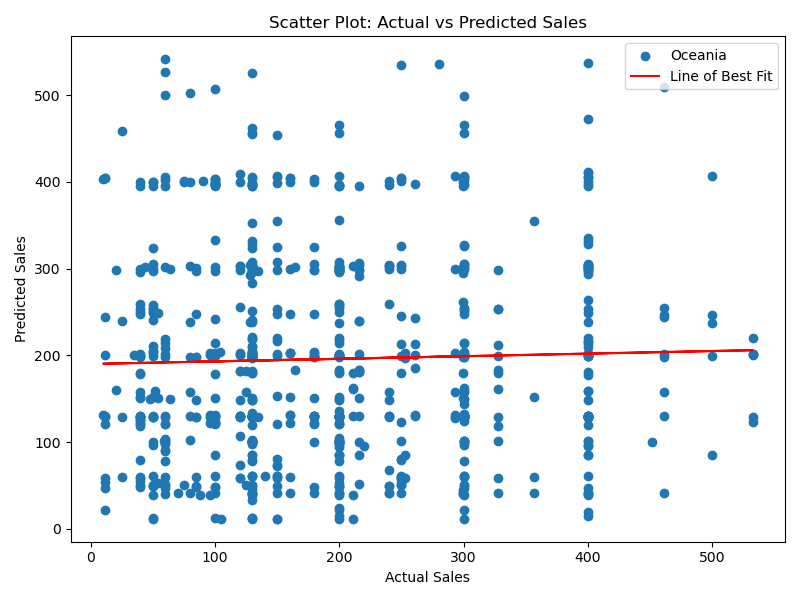 Scatter Plot: Actual vs Predicted Sales
Oceania
Line of Best Fit
Predicted Sales
500
400
300
200
100
0
0 100 200 300 400 500
Actual Sales